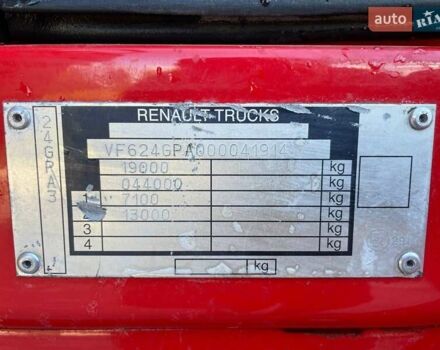 RIA
RENAULT TRUCKS
24GPA3
VF624GPA000041914
19000 kg
044000 kg
1 7100 kg
2 13000 kg
3 kg
4 kg
kg